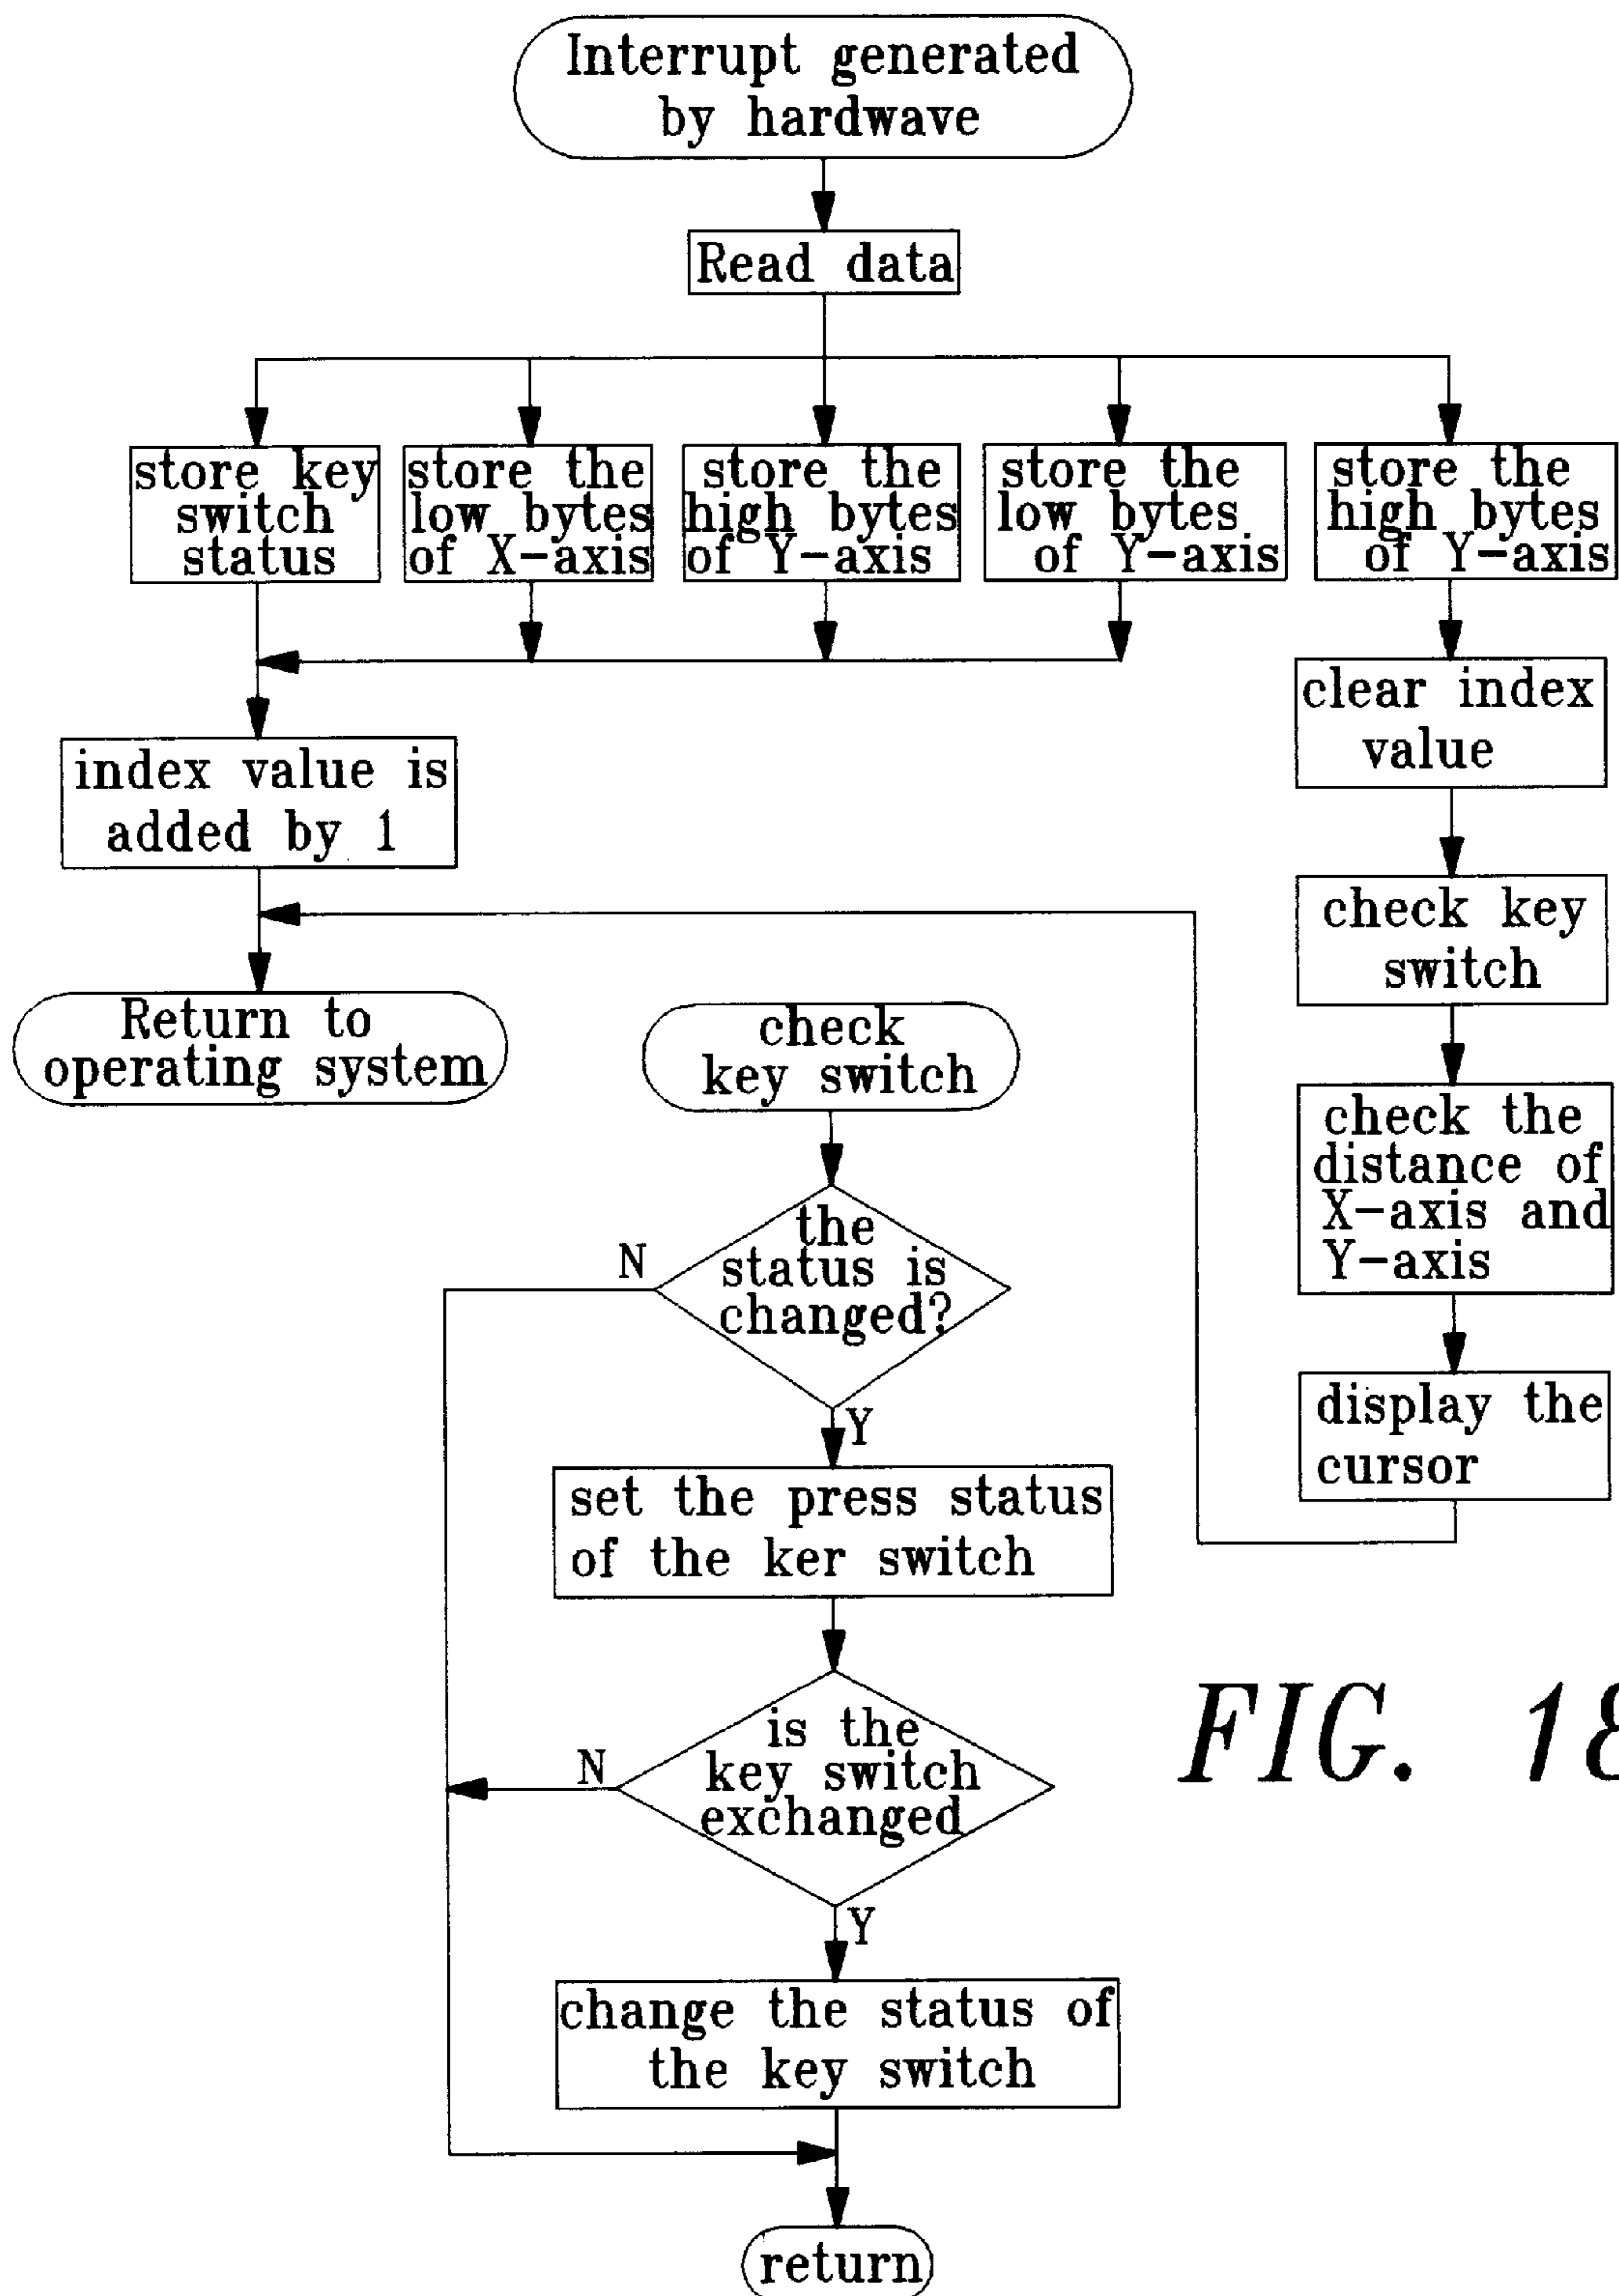 Interrupt generated
by hardwave
Read data
store key
switch
status
store the
low bytes
of X-axis
store the
high bytes
of Y-axis
store the
low bytes
of Y-axis
store the
high bytes
of Y-axis
clear index
value
index value is
added by 1
check key
switch
Return to
operating system
check
key switch
check the
distance of
X-axis and
Y-axis
the
status is
changed?
N
Y
display the
cursor
set the press status
of the ker switch
is the
key switch
exchanged
N
Y
FIG. 18
change the status of
the key switch
return